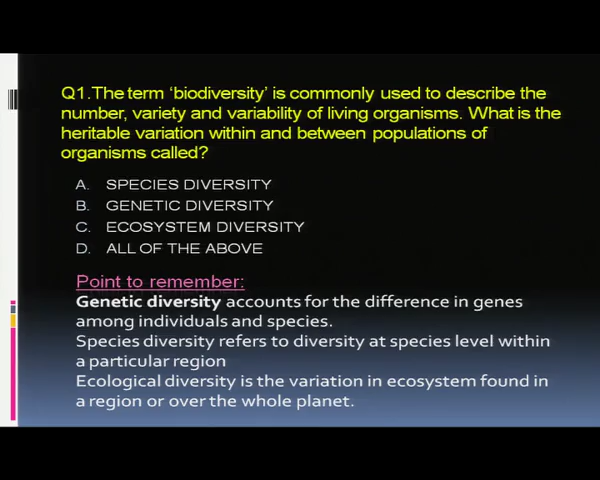 Q1.The term ‘biodiversity’ is commonly used to describe the
number, variety and variability of living organisms. What is the
heritable variation within and between populations of
organisms called?
A. SPECIES DIVERSITY
B. GENETIC DIVERSITY
C. ECOSYSTEM DIVERSITY
D. ALL OF THE ABOVE
Point to remember:
Genetic diversity accounts for the difference in genes
among individuals and species.
Species diversity refers to diversity at species level within
a particular region
Ecological diversity is the variation in ecosystem found in
a region or over the whole planet.